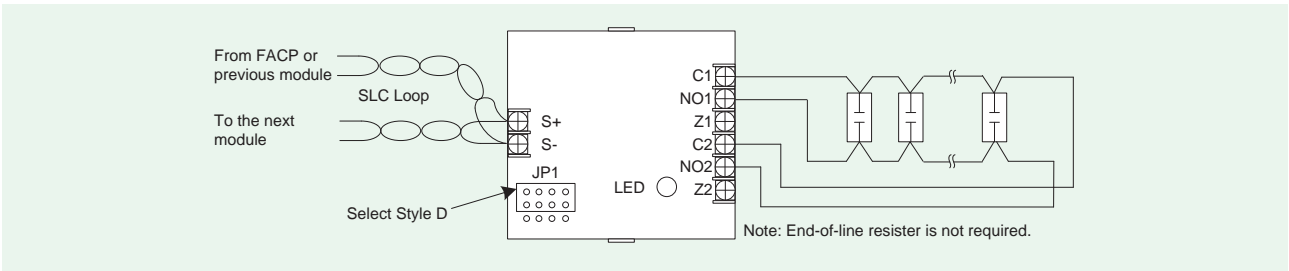 From FACP or
previous module
SLC Loop
To the next
module
S+
S-
JP1
Select Style D
LED
C1
NO1
Z1
C2
NO2
Z2
Note: End-of-line resister is not required.